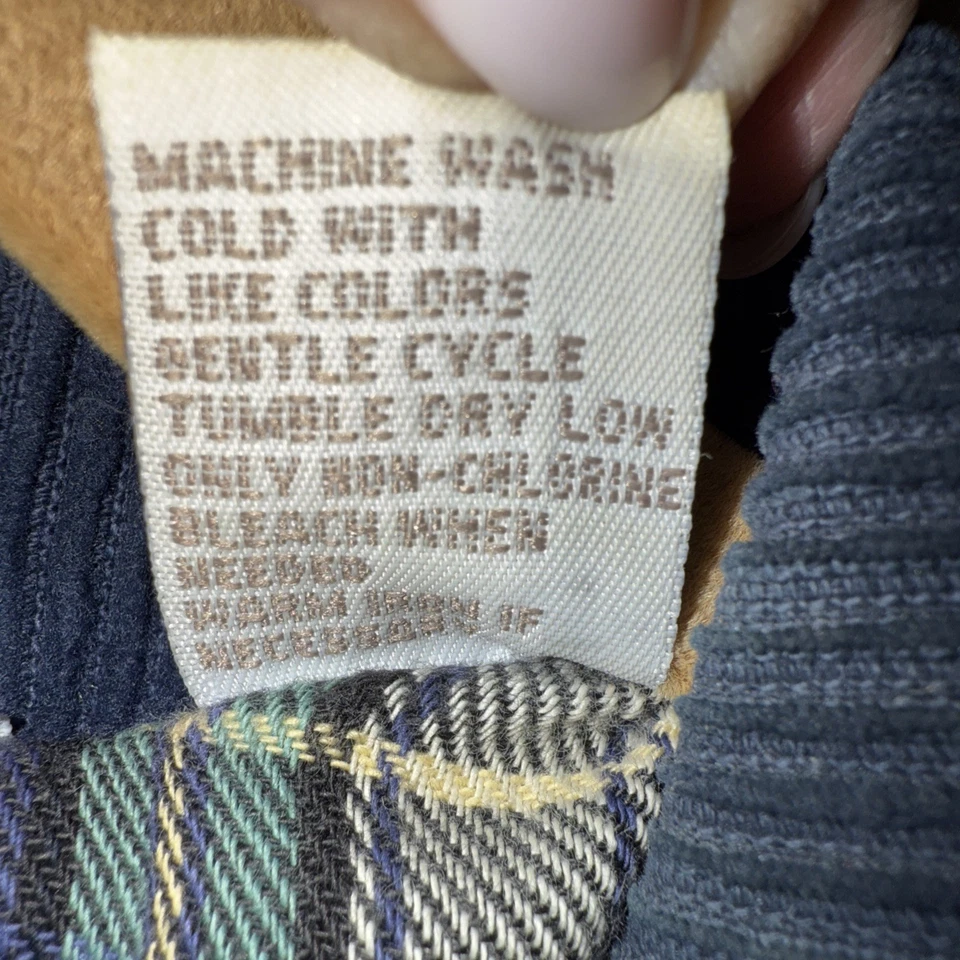 MACHINE WASH
COLD WITH
LIKE COLORS
GENTLE CYCLE
TUMBLE DRY LOW
ONLY NON-CHLORINE
BLEACH WHEN
NEEDED
WARM IRON IF
NECESSARY